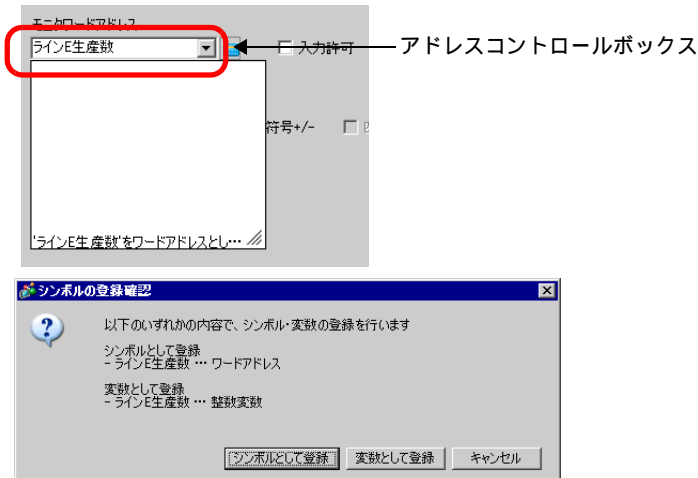 モニタワードアドレス
ラインE生産数
入力許可
アドレスコントロールボックス
符号+/-
'ラインE生産数'をワードアドレスとし…
シンボルの登録確認
以下のいずれかの内容で、シンボル・変数の登録を行います
シンボルとして登録
- ラインE生産数 … ワードアドレス
変数として登録
- ラインE生産数 … 整数変数
シンボルとして登録 変数として登録 キャンセル